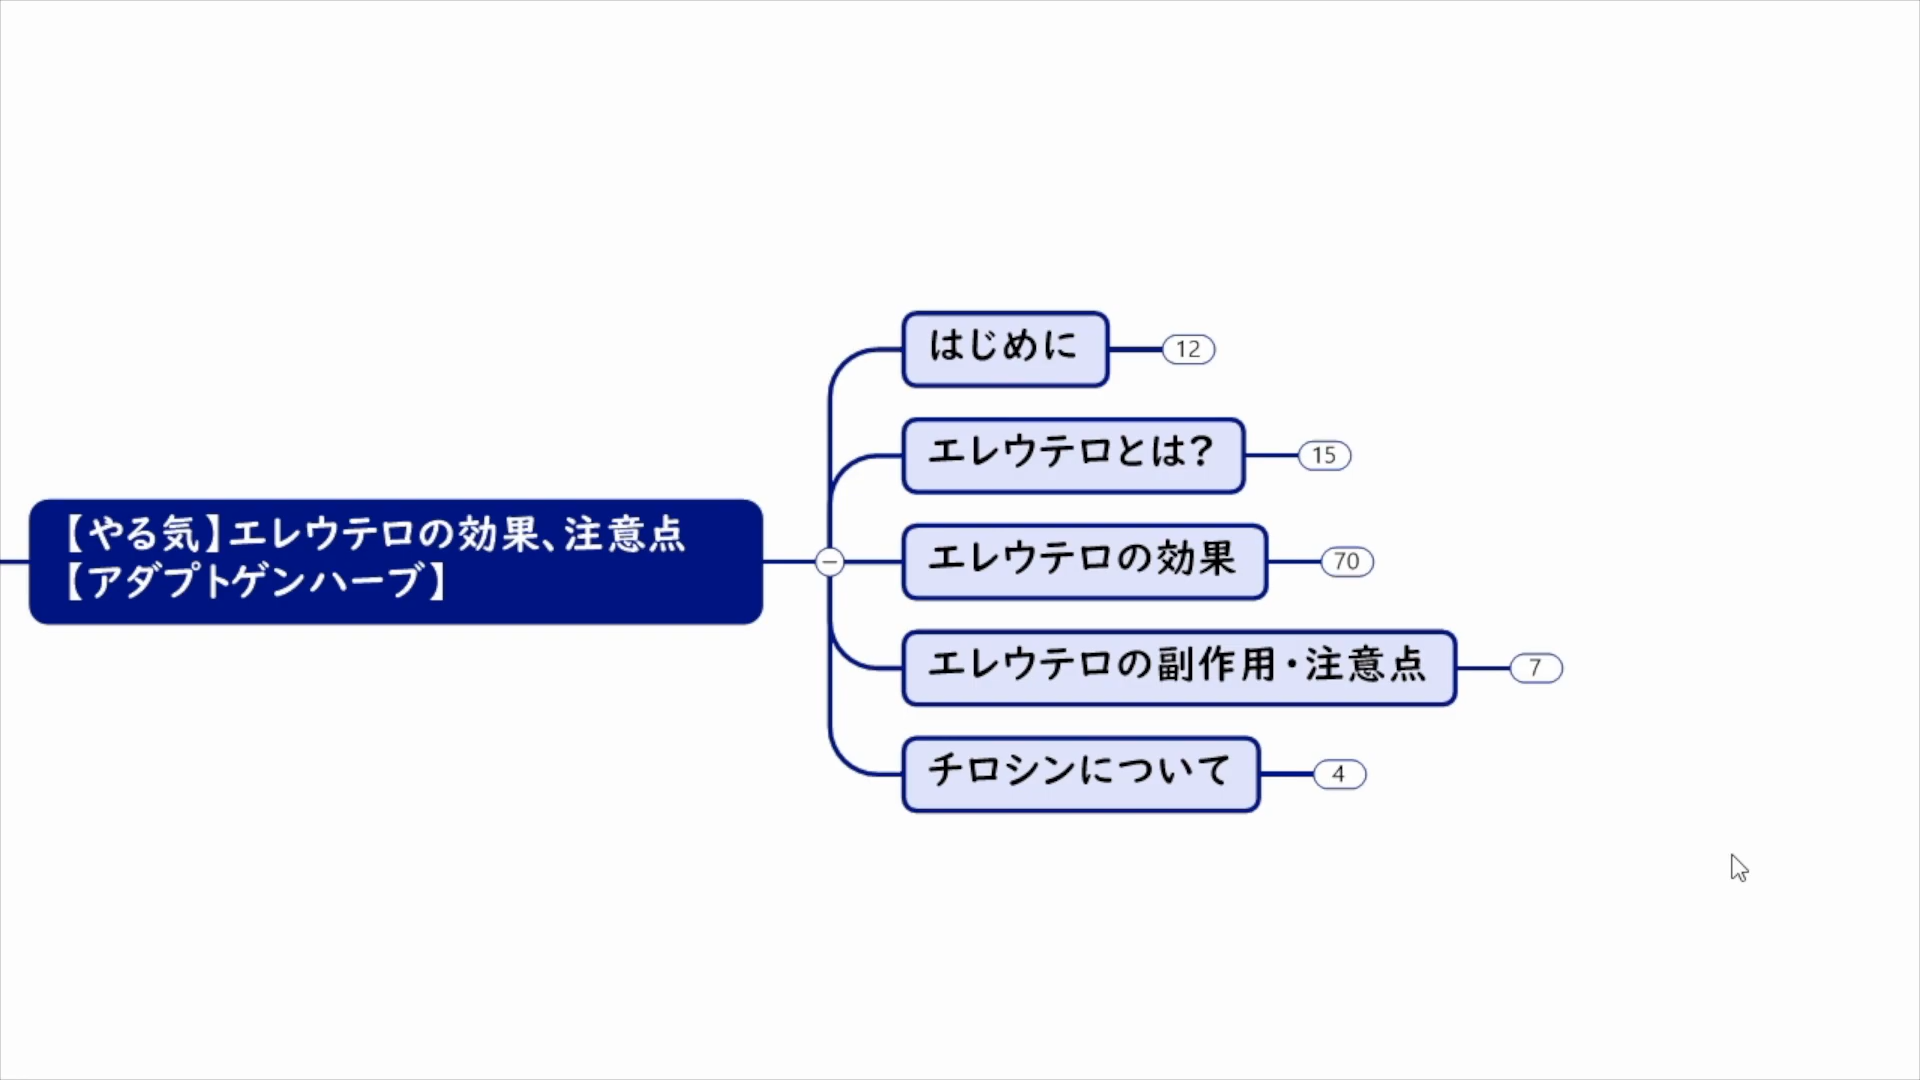 【やる気】エレウテロの効果、注意点
【アダプトゲンハーブ】
はじめに
12
エレウテロとは?
15
エレウテロの効果
70
エレウテロの副作用・注意点
7
チロシンについて
4